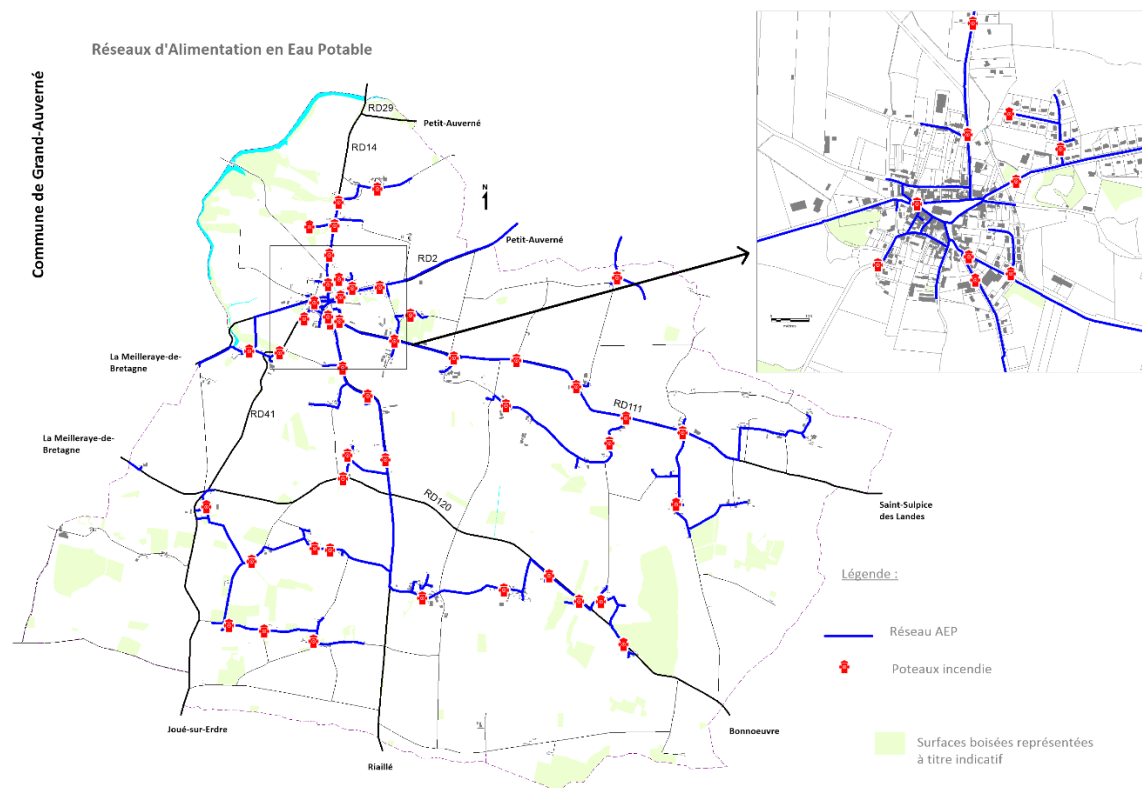 Réseaux d'Alimentation en Eau Potable
Commune de Grand-Auverné
RD29
Petit-Auverné
RD14
N
Petit-Auverné
RD2
La Meilleraye-de-
Bretagne
RD41
RD111
La Meilleraye-de-
Bretagne
RD120
Saint-Sulpice
des Landes
Légende :
Réseau AEP
Poteaux incendie
Joué-sur-Erdre
Bonnoeuvre
Riaillé
Surfaces boisées représentées
à titre indicatif